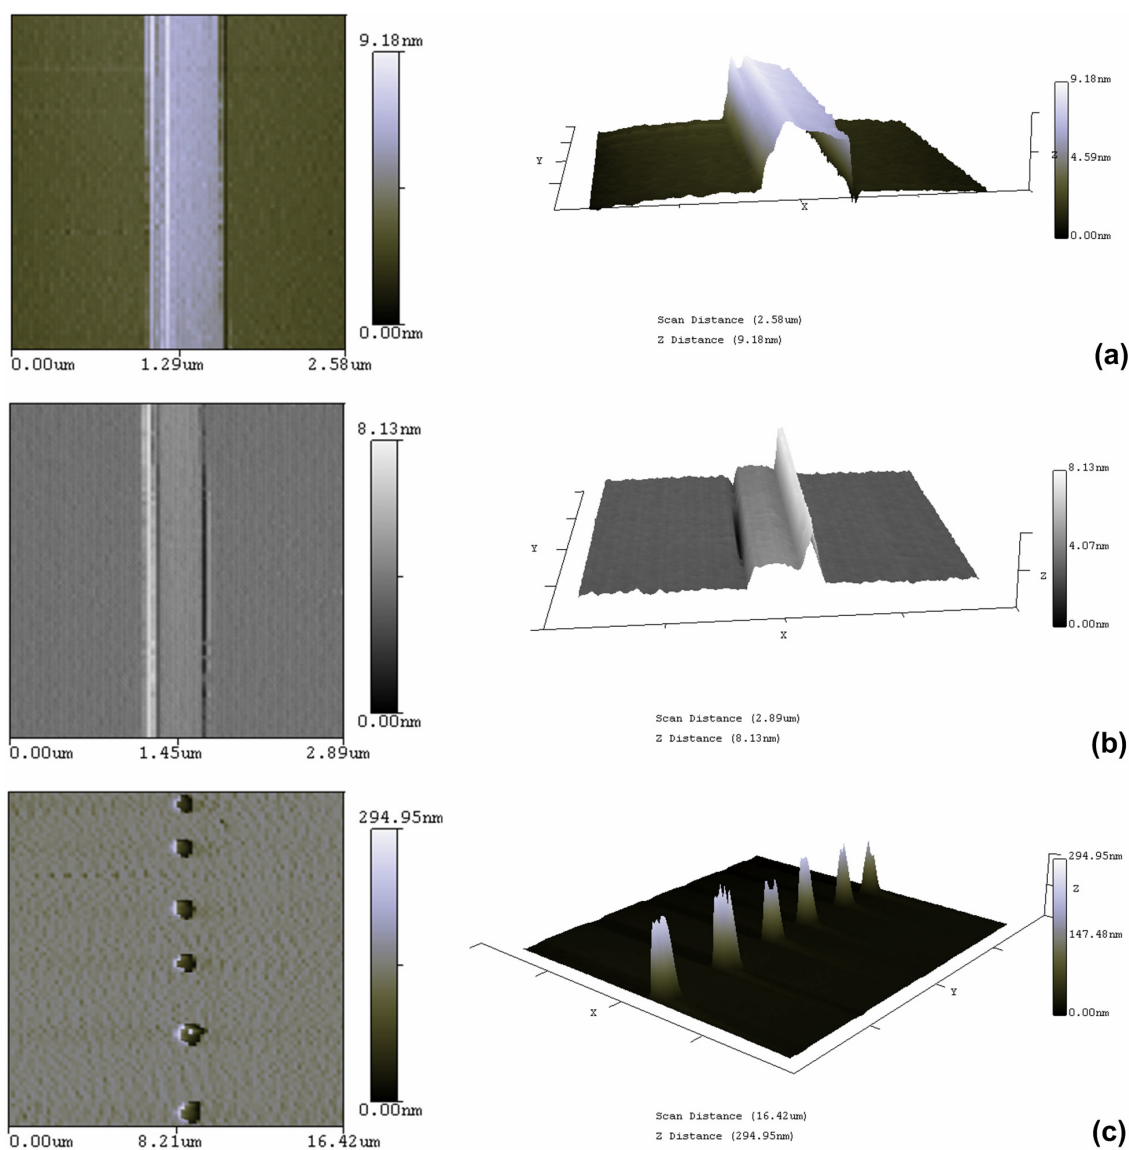 9.18nm
0.00nm
0.00um 1.29um 2.58um
9.18nm
4.59nm
0.00nm
Y
X
Z
Scan Distance (2.58um)
Z Distance (9.18nm)
(a)
8.13nm
0.00nm
0.00um 1.45um 2.89um
8.13nm
4.07nm
0.00nm
Y
X
Z
Scan Distance (2.89um)
Z Distance (8.13nm)
(b)
294.95nm
0.00nm
0.00um 8.21um 16.42um
294.95nm
Z
147.48nm
0.00nm
Y
X
Scan Distance (16.42um)
Z Distance (294.95nm)
(c)